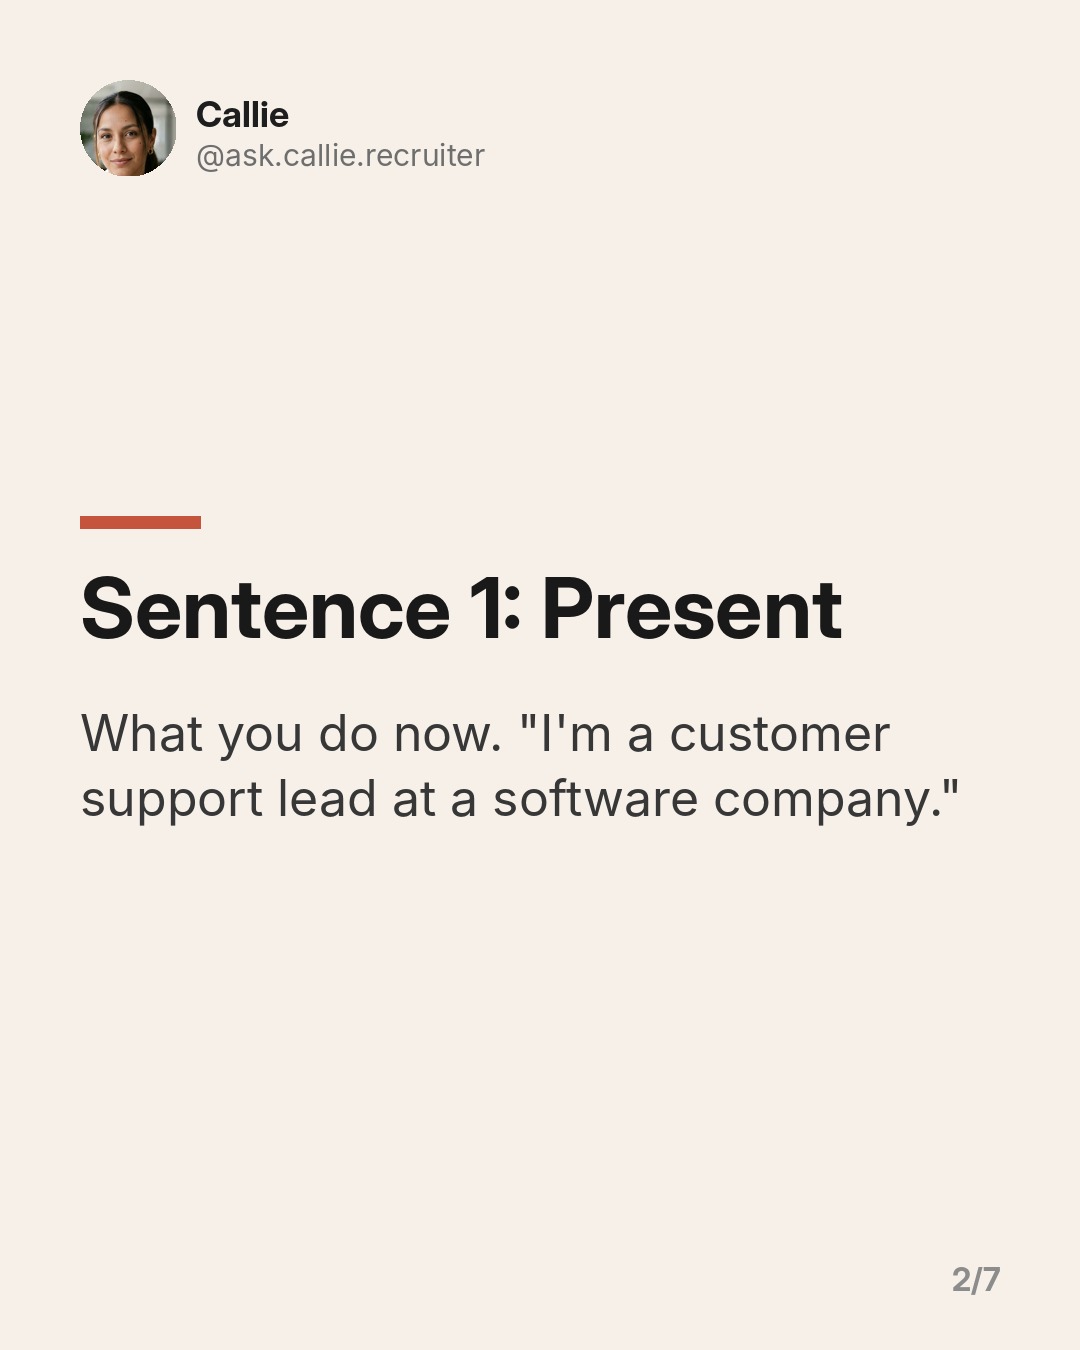 Callie
@ask.callie.recruiter
Sentence 1: Present
What you do now. "I'm a customer
support lead at a software company."
2/7